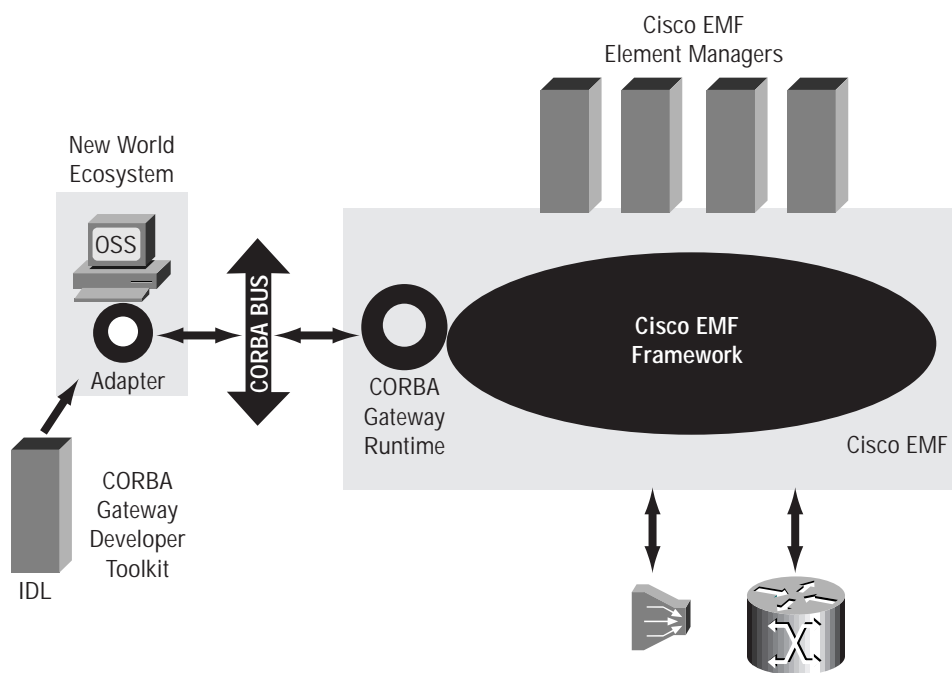 Cisco EMF
Element Managers
New World
Ecosystem
OSS
Adapter
CORBA BUS
CORBA
Gateway
Runtime
Cisco EMF
Framework
Cisco EMF
IDL
CORBA
Gateway
Developer
Toolkit